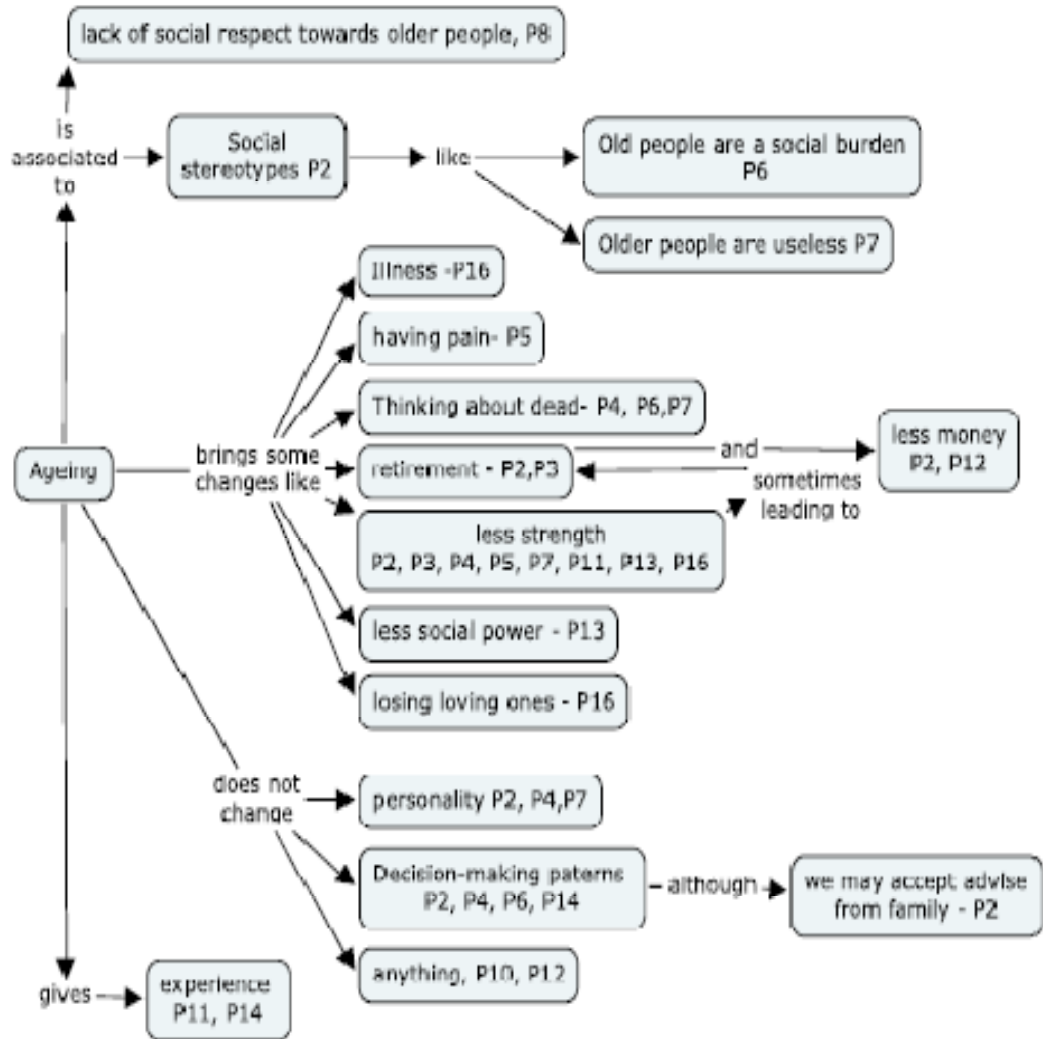 lack of social respect towards older people, P8
is
associated
to
Social
stereotypes P2
like
Old people are a social burden
P6
Older people are useless P7
Illness -P16
having pain- P5
Thinking about dead- P4, P6,P7
Ageing
brings some
changes like
retirement - P2,P3
and
less money
P2, P12
sometimes
leading to
less strength
P2, P3, P4, P5, P7, P11, P13, P16
less social power - P13
losing loving ones - P16
does not
change
personality P2, P4,P7
Decision-making paterns
P2, P4, P6, P14
although
we may accept advise
from family - P2
anything, P10, P12
gives
experience
P11, P14